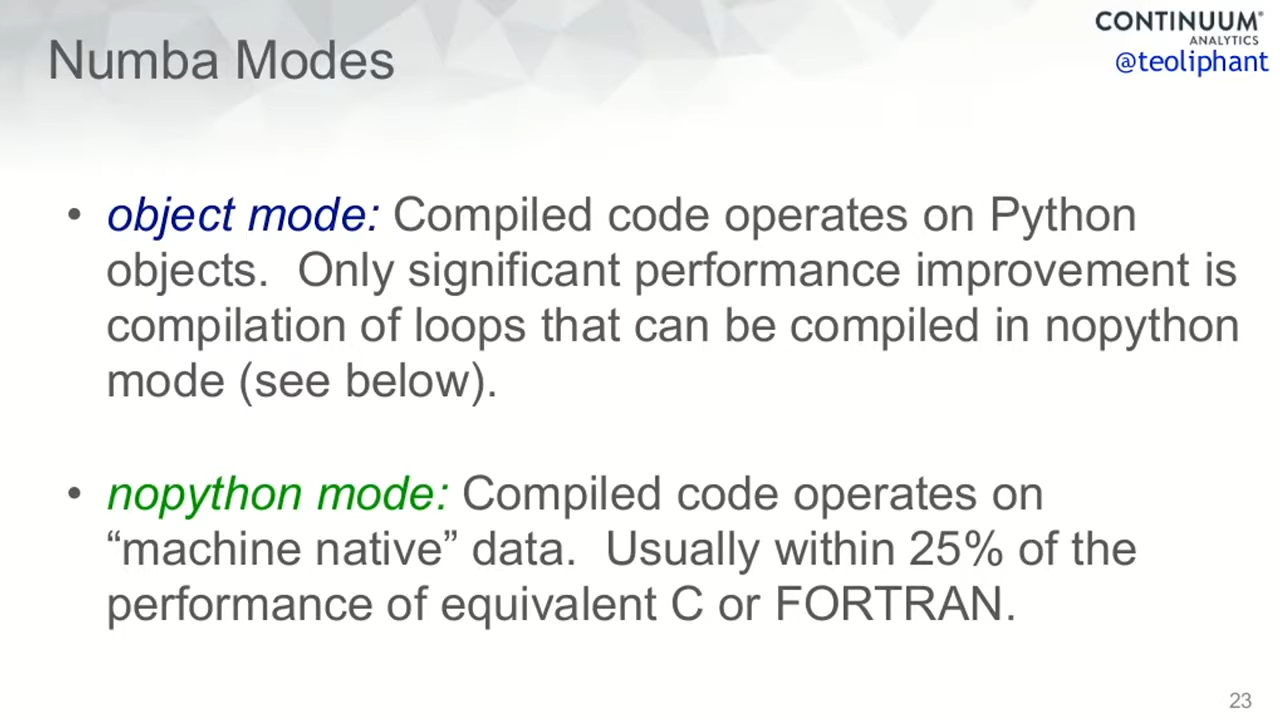 CONTINUUM®
ANALYTICS
@teoliphant
Numba Modes
• object mode: Compiled code operates on Python
objects.  Only significant performance improvement is
compilation of loops that can be compiled in nopython
mode (see below).
• nopython mode: Compiled code operates on
“machine native” data.  Usually within 25% of the
performance of equivalent C or FORTRAN.
23